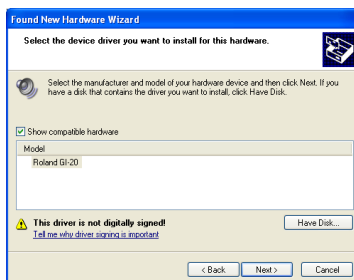 Found New Hardware Wizard
Select the device driver you want to install for this hardware.
Select the manufacturer and model of your hardware device and then click Next. If you
have a disk that contains the driver you want to install, click Have Disk.
Show compatible hardware
Model
Roland GI-20
This driver is not digitally signed!
Tell me why driver signing is important
Have Disk...
< Back
Next >
Cancel